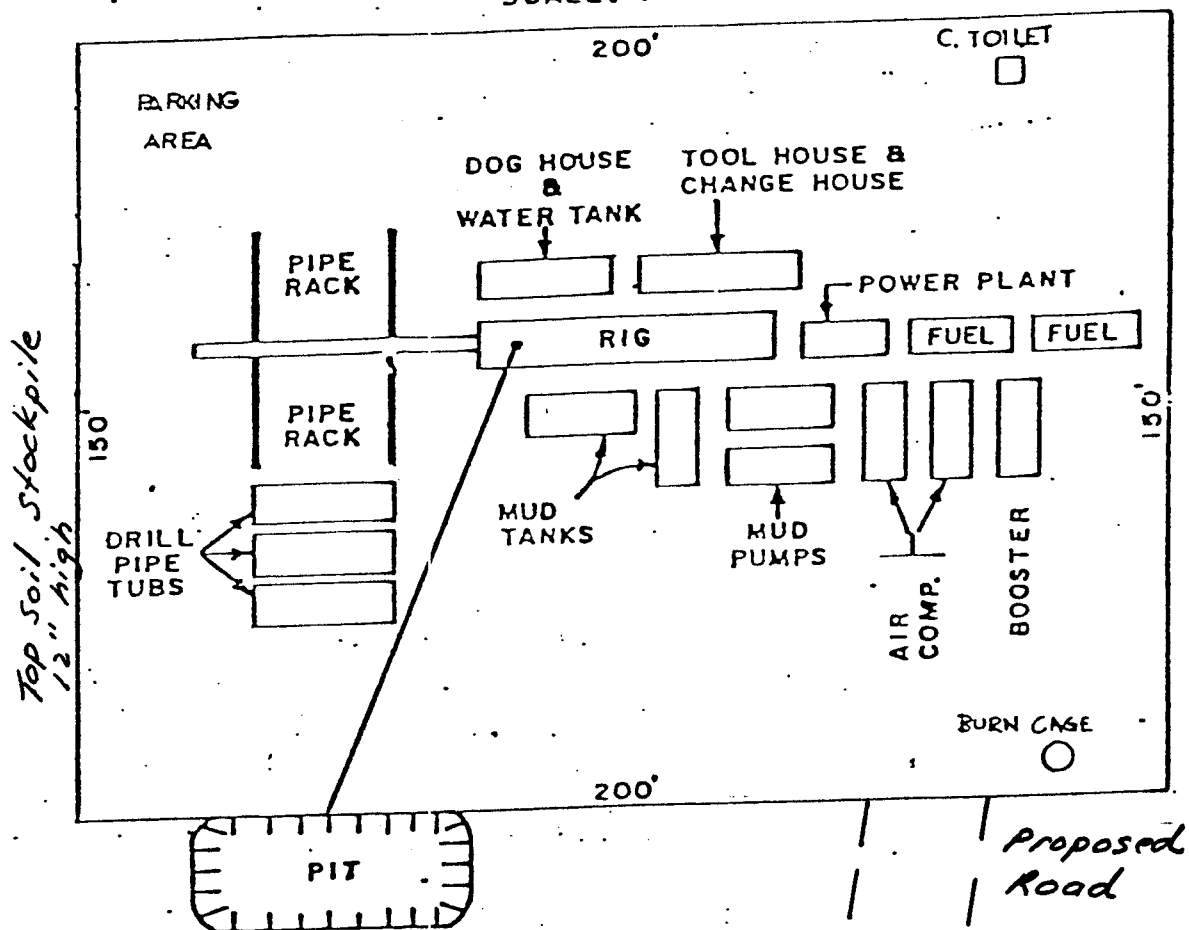 200'
C. TOILET
PARKING
AREA
DOG HOUSE
&
WATER TANK
TOOL HOUSE &
CHANGE HOUSE
PIPE
RACK
POWER PLANT
RIG
FUEL
FUEL
PIPE
RACK
150'
150'
Top soil stockpile
12" high
DRILL
PIPE
TUBS
MUD
TANKS
MUD
PUMPS
AIR
COMP.
BOOSTER
BURN CAGE
200'
PIT
Proposed
Road